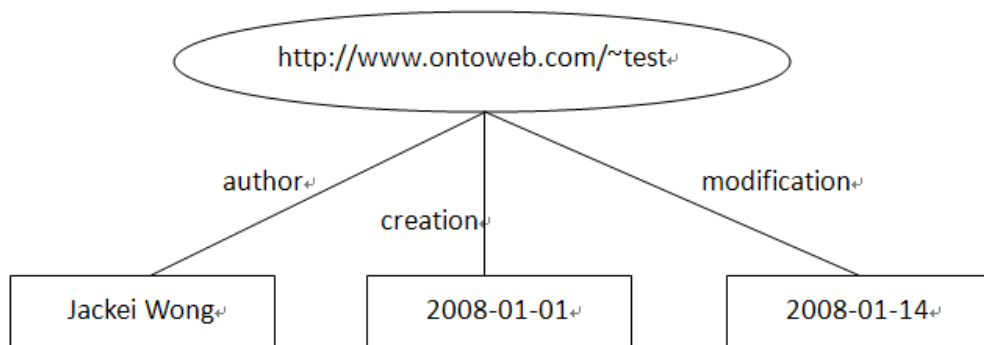 http://www.ontoweb.com/~test
author
modification
creation
Jackei Wong
2008-01-01
2008-01-14